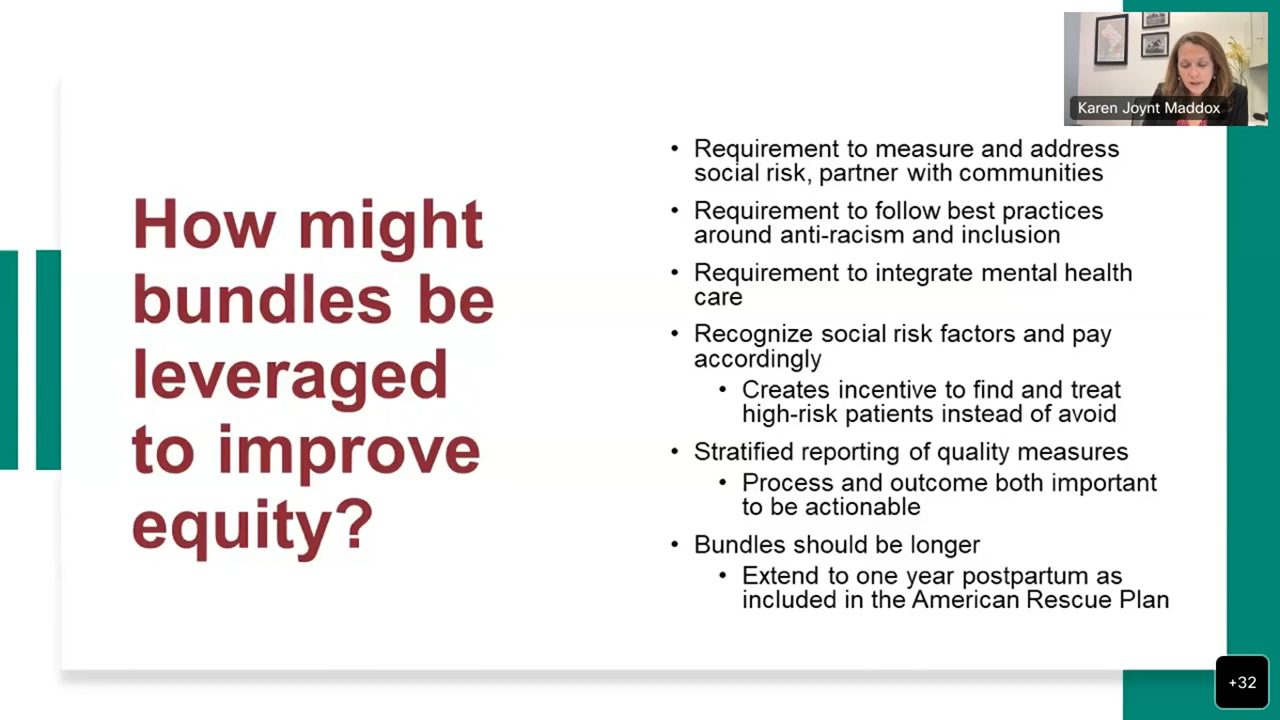 Karen Joynt Maddox
How might
bundles be
leveraged
to improve
equity?
• Requirement to measure and address
social risk, partner with communities
• Requirement to follow best practices
around anti-racism and inclusion
• Requirement to integrate mental health
care
• Recognize social risk factors and pay
accordingly
• Creates incentive to find and treat
high-risk patients instead of avoid
• Stratified reporting of quality measures
• Process and outcome both important
to be actionable
• Bundles should be longer
• Extend to one year postpartum as
included in the American Rescue Plan
+32